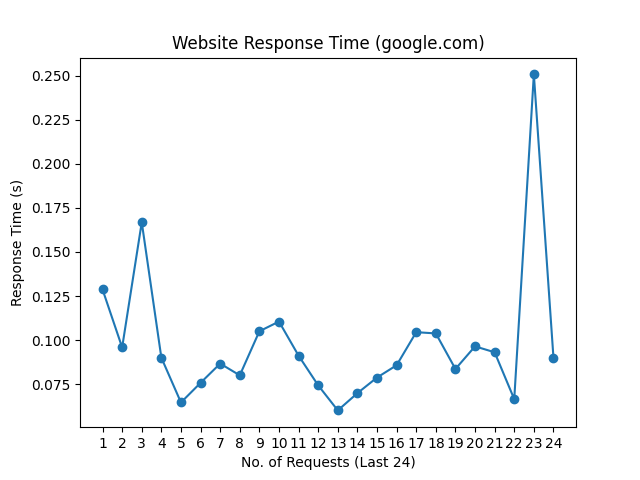 Website Response Time (google.com)
0.250
0.225
0.200
0.175
0.150
0.125
0.100
0.075
Response Time (s)
1 2 3 4 5 6 7 8 9 10 11 12 13 14 15 16 17 18 19 20 21 22 23 24
No. of Requests (Last 24)